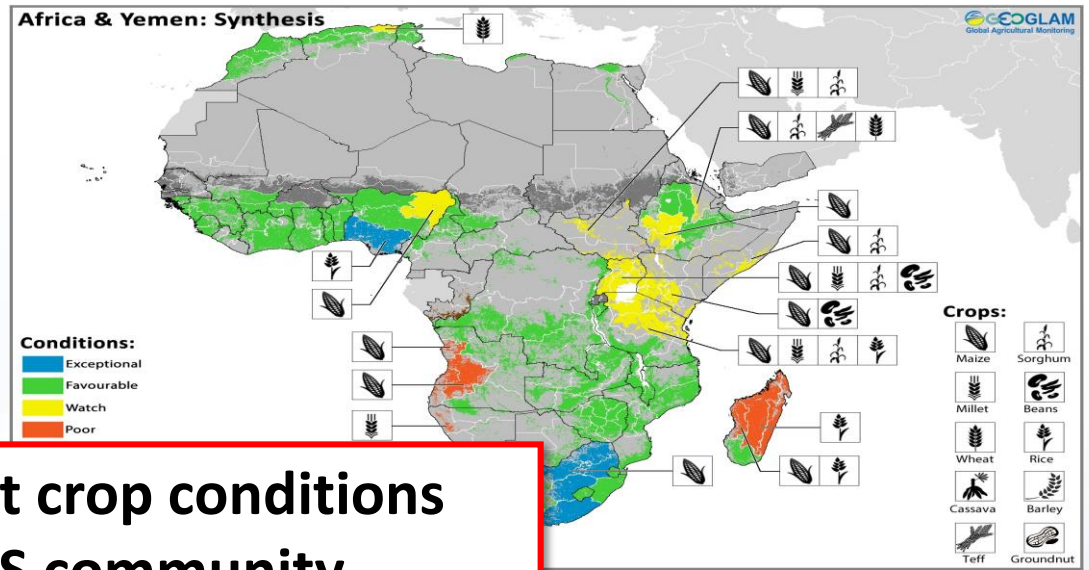 Africa & Yemen: Synthesis
GEOGLAM
Global Agricultural Monitoring
Conditions:
Exceptional
Favourable
Watch
Poor
Crops:
Maize
Sorghum
Millet
Beans
Wheat
Rice
Cassava
Barley
Teff
Groundnut
t crop conditions
S community